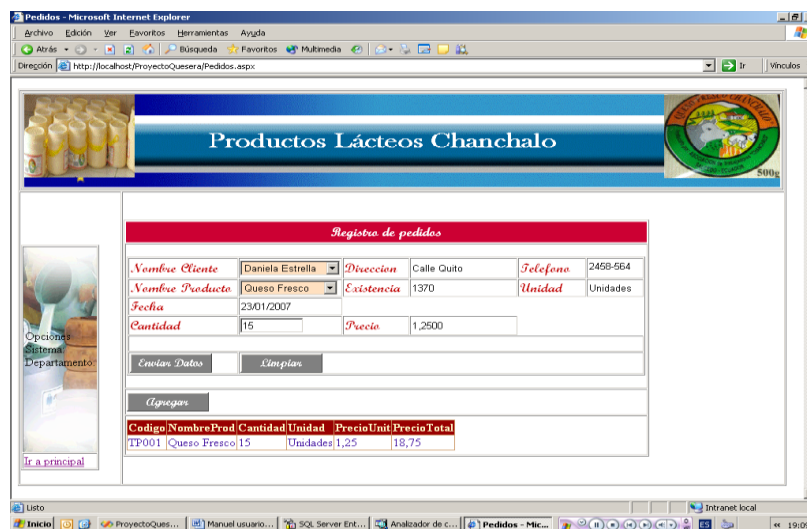 Pedidos - Microsoft Internet Explorer
Archivo Edición Ver Favoritos Herramientas Ayuda
Atrás Búsqueda Favoritos Multimedia
Dirección http://localhost/ProyectoQuesera/Pedidos.aspx Ir Vínculos
Productos Lácteos Chanchalo
500g
Registro de pedidos
Nombre Cliente Daniela Estrella Direccion Calle Quito Telefono 2458-564
Nombre Producto Queso Fresco Existencia 1370 Unidad Unidades
Fecha 23/01/2007
Cantidad 15 Precio 1,2500
Opciones
Sistema
Departamento
Enviar Datos Limpiar
Agregar
Codigo NombreProd Cantidad Unidad PrecioUnit PrecioTotal
TP001 Queso Fresco 15 Unidades 1,25 18,75
Ir a principal
Listo Intranet local
Inicio ProyectoQues... Manuel usuario... SQL Server Ent... Analizador de c... Pedidos - Mic... ES 19:05